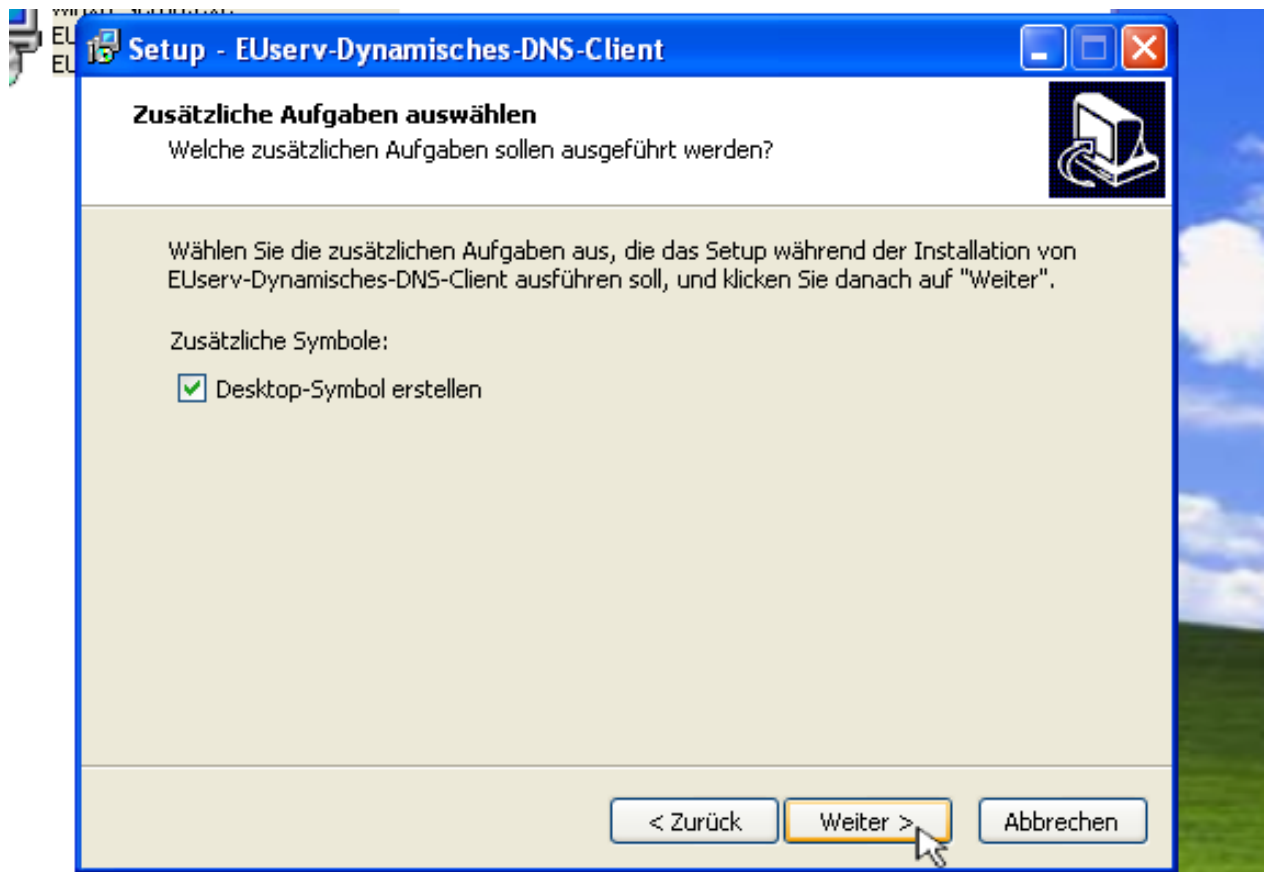 EU
EU
Setup - EUserv-Dynamisches-DNS-Client
Zusätzliche Aufgaben auswählen
Welche zusätzlichen Aufgaben sollen ausgeführt werden?
Wählen Sie die zusätzlichen Aufgaben aus, die das Setup während der Installation von
EUserv-Dynamisches-DNS-Client ausführen soll, und klicken Sie danach auf "Weiter".
Zusätzliche Symbole:
Desktop-Symbol erstellen
< Zurück
Weiter >
Abbrechen